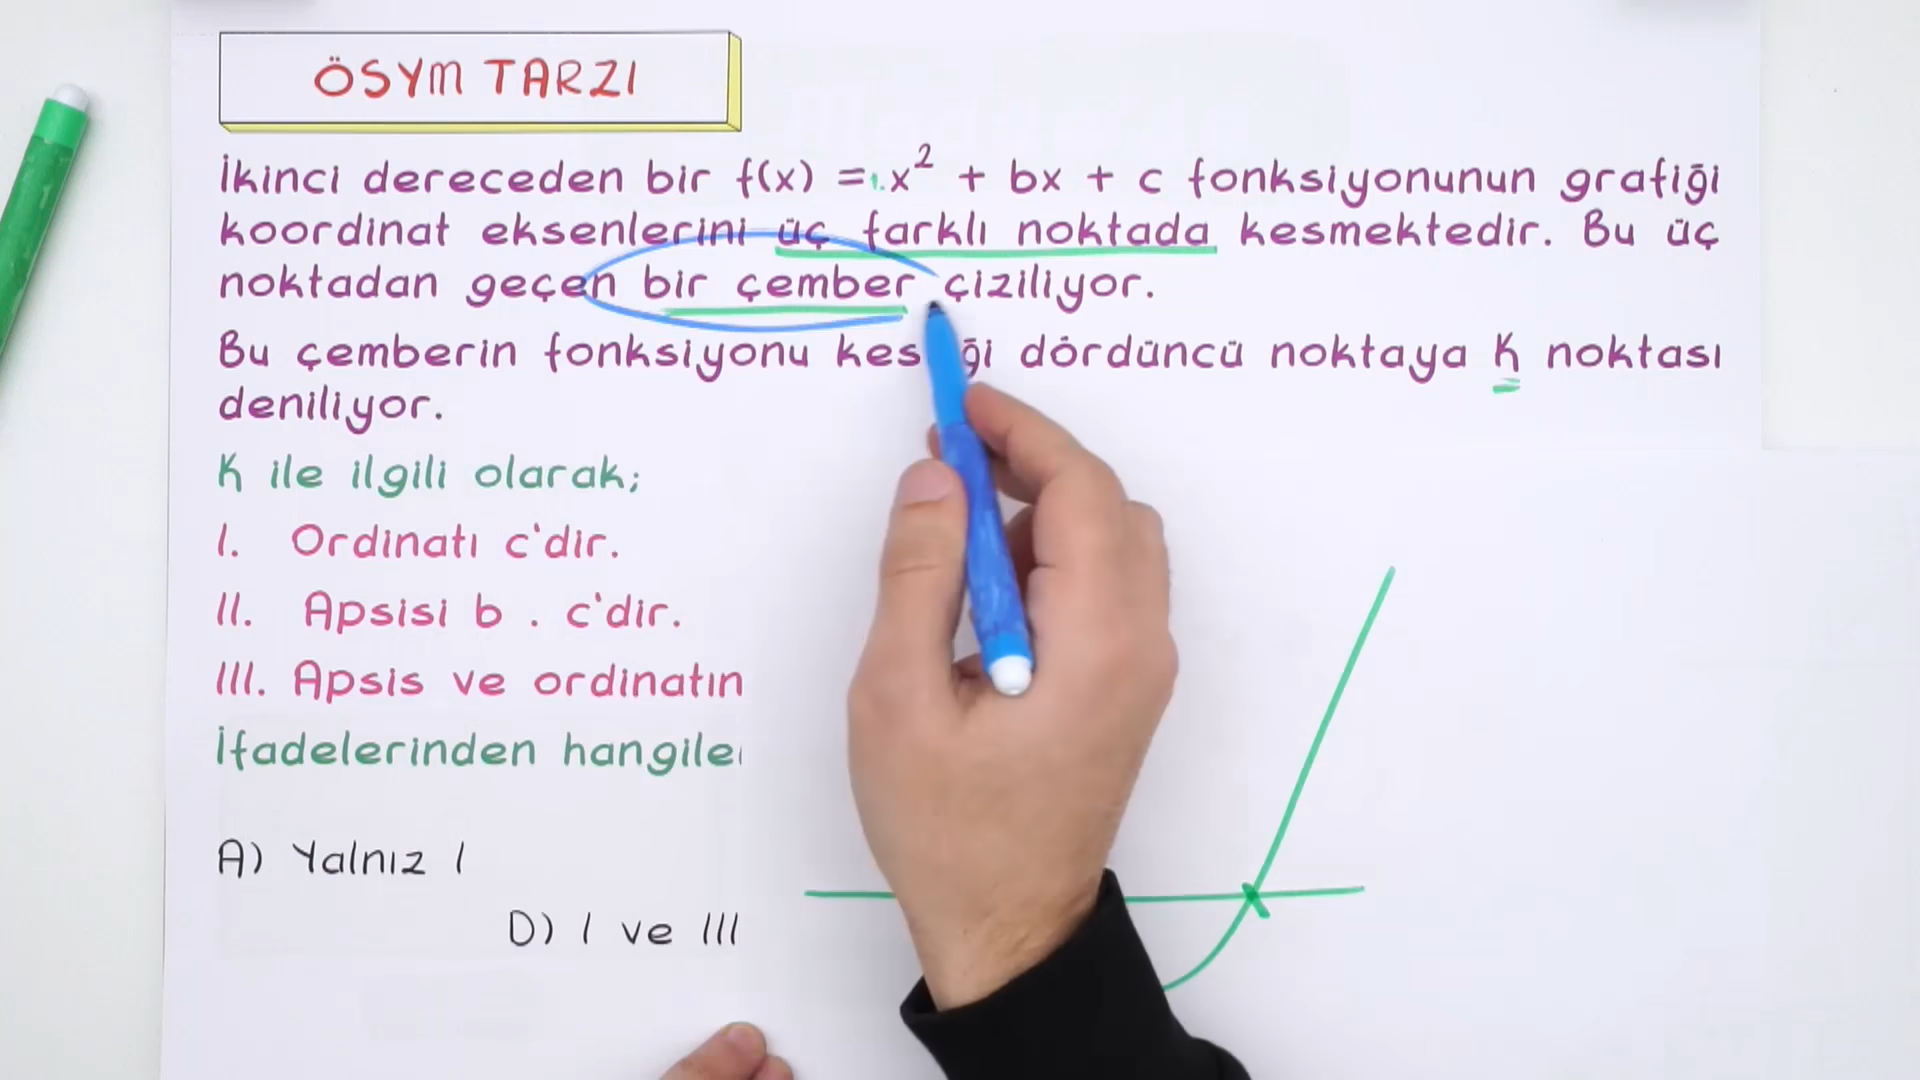 ÖSYM TARZI
İkinci dereceden bir f(x) = 1.x² + bx + c fonksiyonunun grafiği
koordinat eksenlerini üç farklı noktada kesmektedir. Bu üç
noktadan geçen bir çember çiziliyor.
Bu çemberin fonksiyonu kes ği dördüncü noktaya K noktası
deniliyor.
K ile ilgili olarak;
I. Ordinatı c'dir.
II. Apsisi b . c'dir.
III. Apsis ve ordinatın
İfadelerinden hangile
A) Yalnız I
D) I ve III